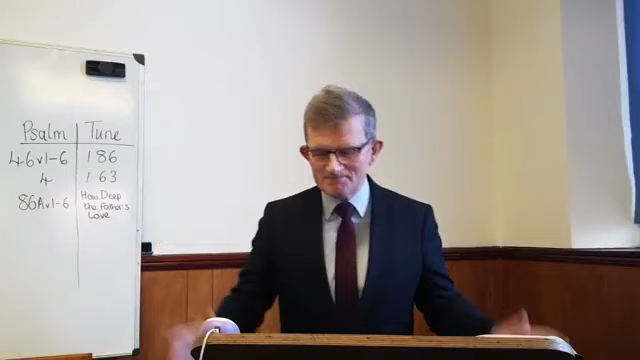 Psalm Tune
46v1-6 186
4 163
86Av1-6 How Deep
the Father's
Love